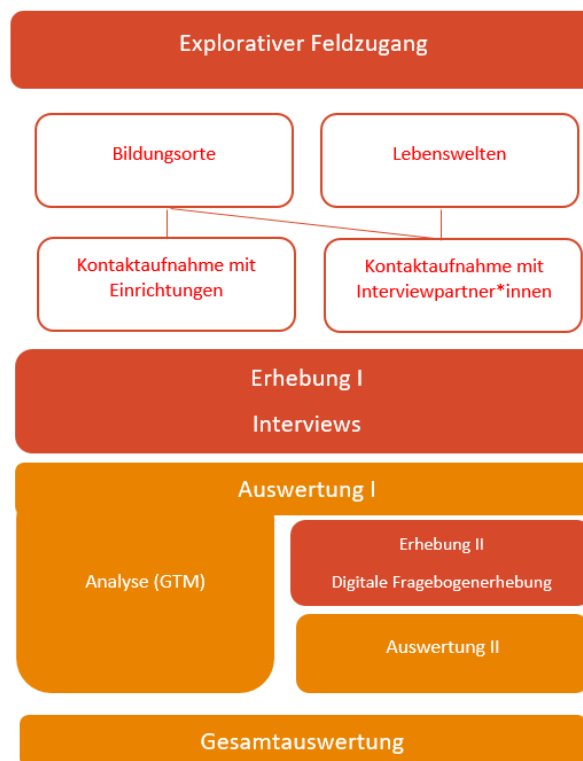 Explorativer Feldzugang
Bildungsorte
Lebenswelten
Kontaktaufnahme mit
Einrichtungen
Kontaktaufnahme mit
Interviewpartner*innen
Erhebung I
Interviews
Auswertung I
Analyse (GTM)
Erhebung II
Digitale Fragebogenerhebung
Auswertung II
Gesamtauswertung